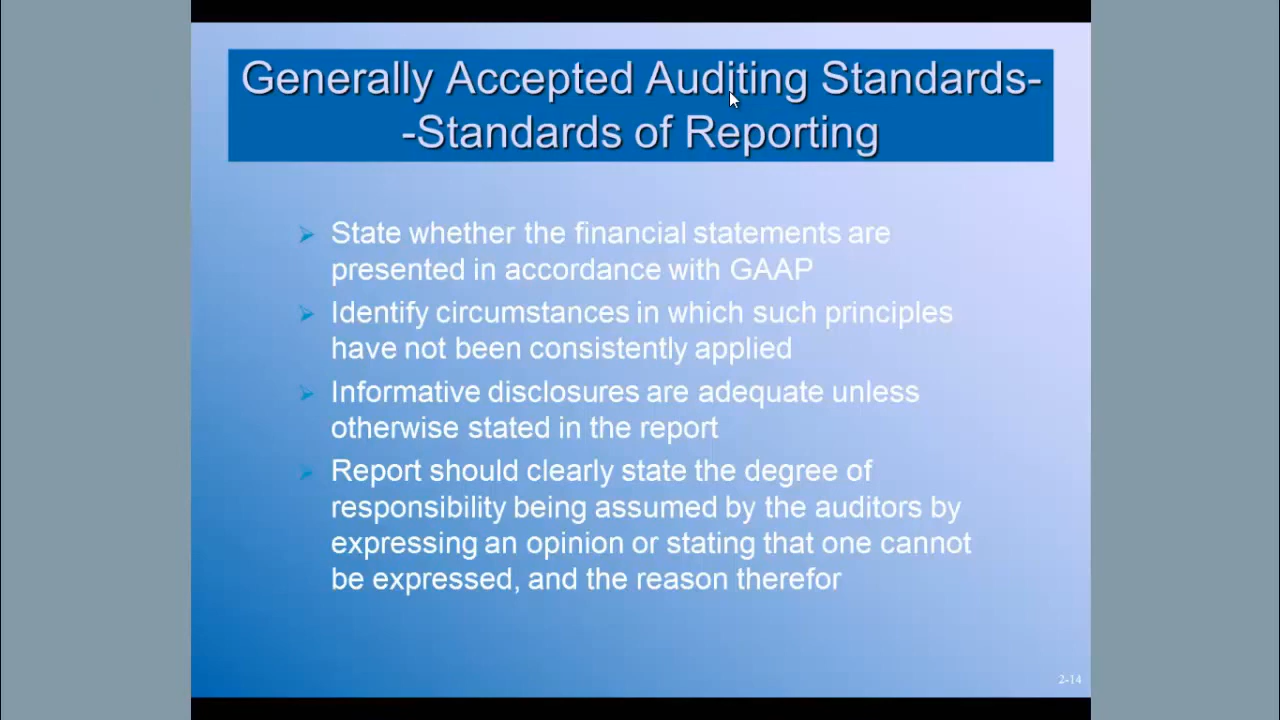 Generally Accepted Auditing Standards-
-Standards of Reporting
State whether the financial statements are
presented in accordance with GAAP
Identify circumstances in which such principles
have not been consistently applied
Informative disclosures are adequate unless
otherwise stated in the report
Report should clearly state the degree of
responsibility being assumed by the auditors by
expressing an opinion or stating that one cannot
be expressed, and the reason therefor
2-14